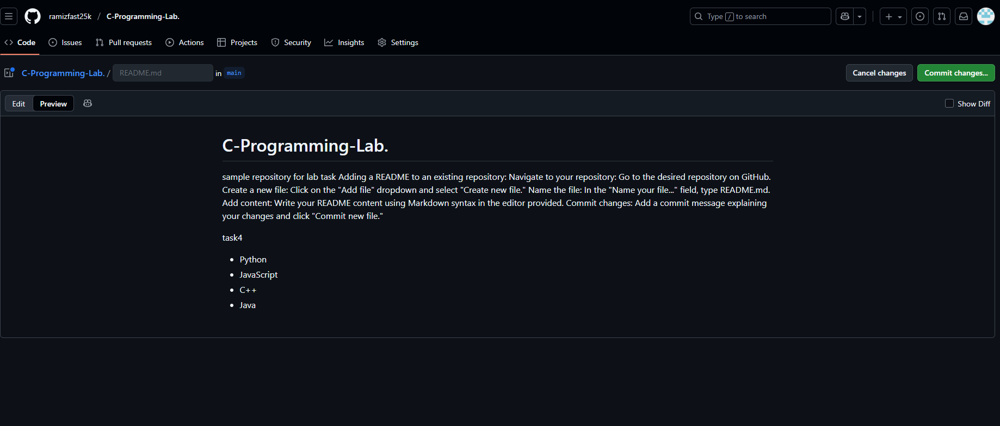 ramizfast25k / C-Programming-Lab.
Type / to search
Code Issues Pull requests Actions Projects Security Insights Settings
C-Programming-Lab. / README.md in main
Cancel changes Commit changes...
Edit Preview
Show Diff
C-Programming-Lab.
sample repository for lab task Adding a README to an existing repository: Navigate to your repository: Go to the desired repository on GitHub.
Create a new file: Click on the "Add file" dropdown and select "Create new file." Name the file: In the "Name your file..." field, type README.md.
Add content: Write your README content using Markdown syntax in the editor provided. Commit changes: Add a commit message explaining
your changes and click "Commit new file."
task4
Python
JavaScript
C++
Java